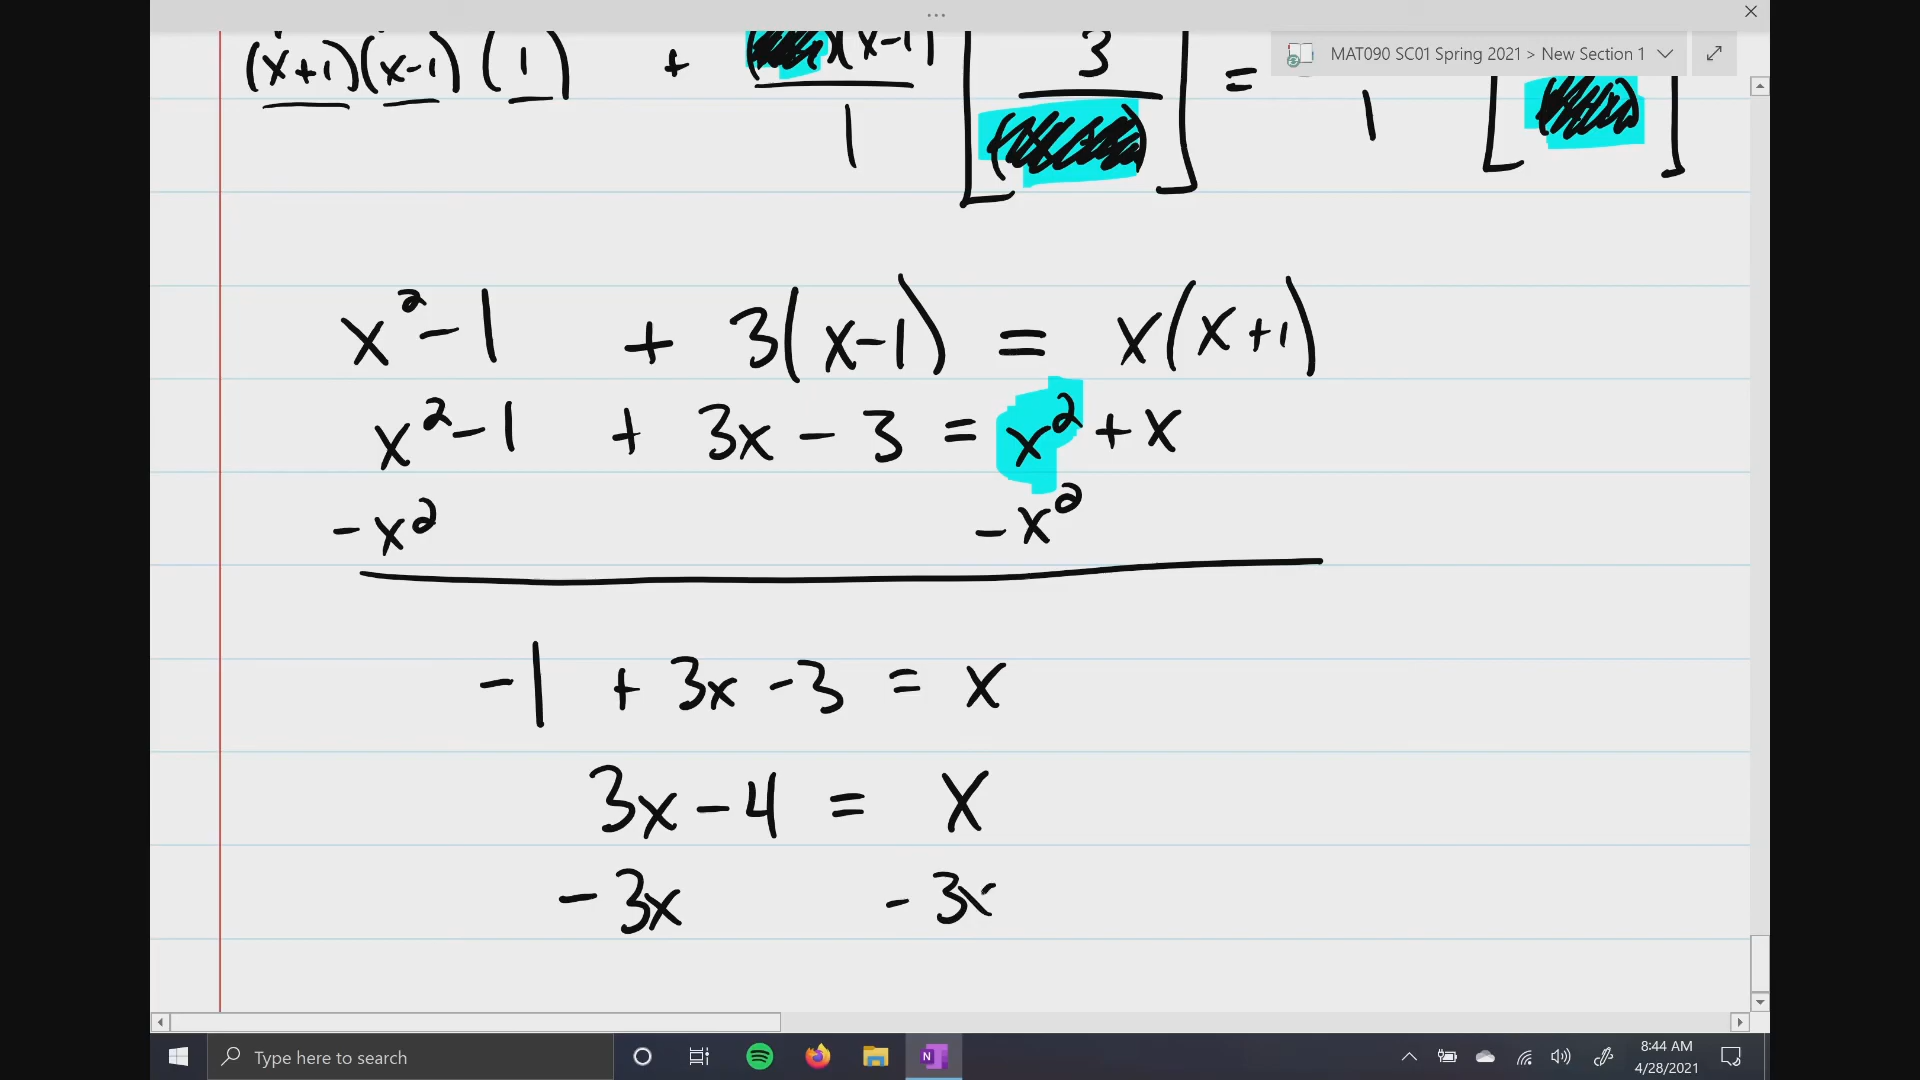 MAT090 SC01 Spring 2021 > New Section 1
(x+1)(x-1)(1) + (x-1) 3 =
1 1
x² - 1 + 3(x-1) = x(x+1)
x² - 1 + 3x - 3 = x² + x
-x² -x²
-1 + 3x - 3 = x
3x - 4 = x
-3x -3x
Type here to search
8:44 AM
4/28/2021